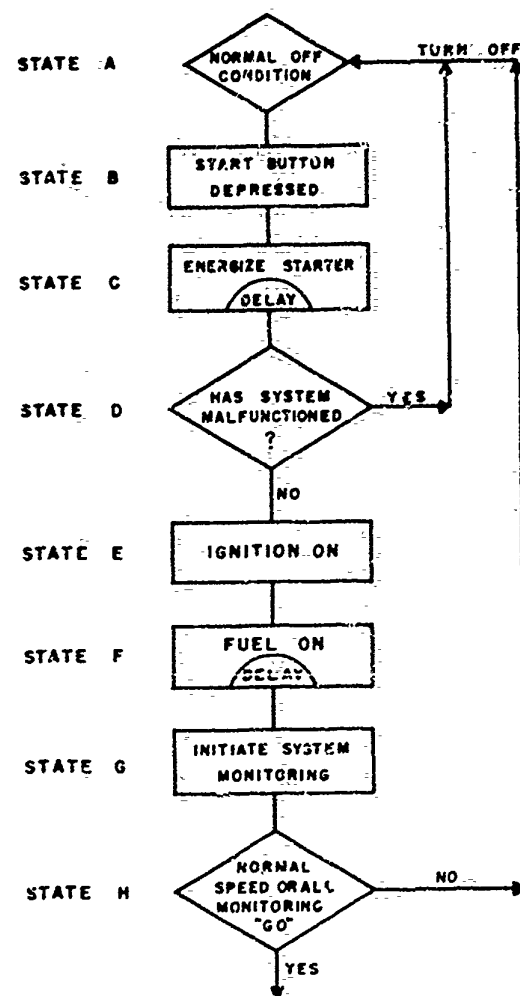 STATE A
NORMAL OFF
CONDITION
TURN OFF
STATE B
START BUTTON
DEPRESSED
STATE C
ENERGIZE STARTER
DELAY
STATE D
HAS SYSTEM
MALFUNCTIONED
?
YES
NO
STATE E
IGNITION ON
STATE F
FUEL ON
DELAY
STATE G
INITIATE SYSTEM
MONITORING
STATE H
NORMAL
SPEED OR ALL
MONITORING
"GO"
NO
YES